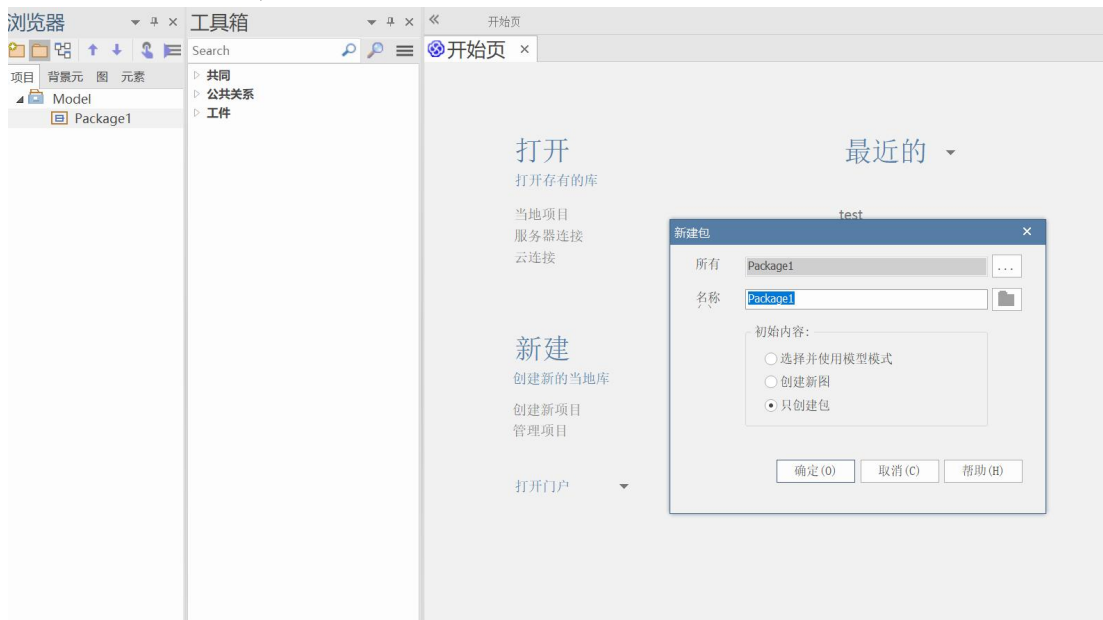 浏览器
工具箱
开始页
Search
开始页
项目 背景元 图 元素
Model
Package1
共同
公共关系
工件
打开
打开存有的库
当地项目
服务器连接
云连接
最近的
test
新建
创建新的当地库
创建新项目
管理项目
打开门户
新建包
所有 Package1 ...
名称 Package1
初始内容:
选择并使用模型模式
创建新图
只创建包
确定(O) 取消(C) 帮助(H)